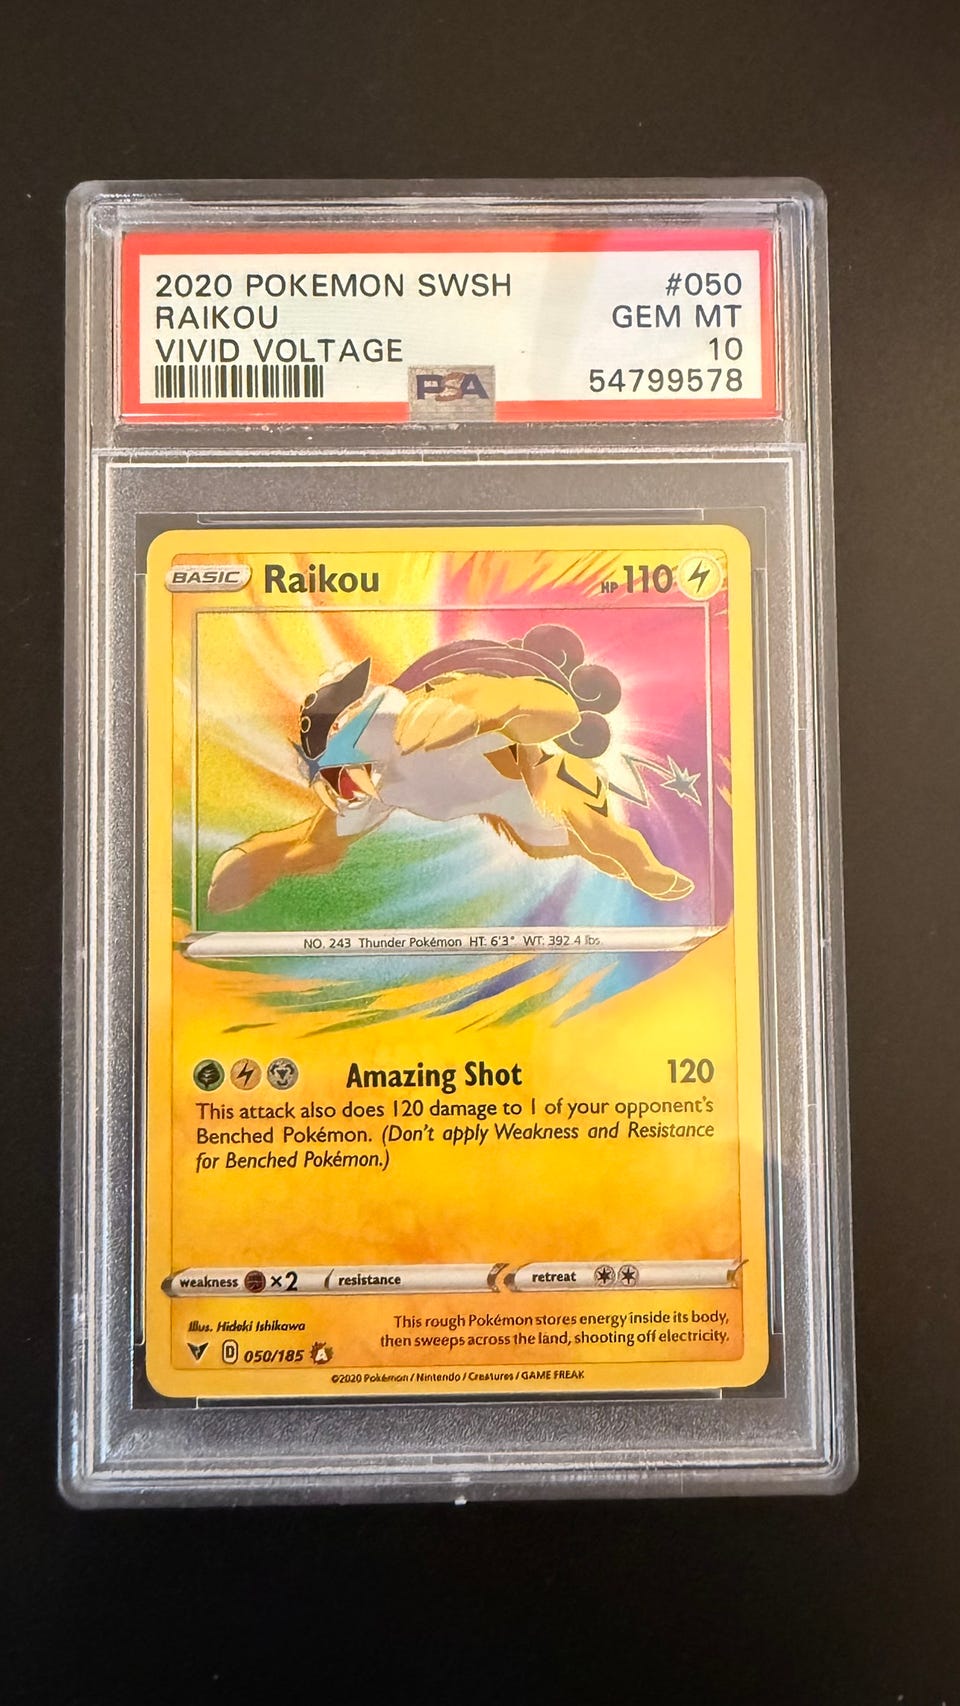 2020 POKEMON SWSH #050
RAIKOU GEM MT
VIVID VOLTAGE 10
PSA 54799578
BASIC Raikou HP 110
NO. 243 Thunder Pokémon HT: 6'3" WT: 392.4 lbs.
Amazing Shot 120
This attack also does 120 damage to 1 of your opponent's
Benched Pokémon. (Don't apply Weakness and Resistance
for Benched Pokémon.)
weakness ×2 resistance retreat
Illus. Hideki Ishikawa
This rough Pokémon stores energy inside its body,
then sweeps across the land, shooting off electricity.
D 050/185 A
©2020 Pokémon / Nintendo / Creatures / GAME FREAK